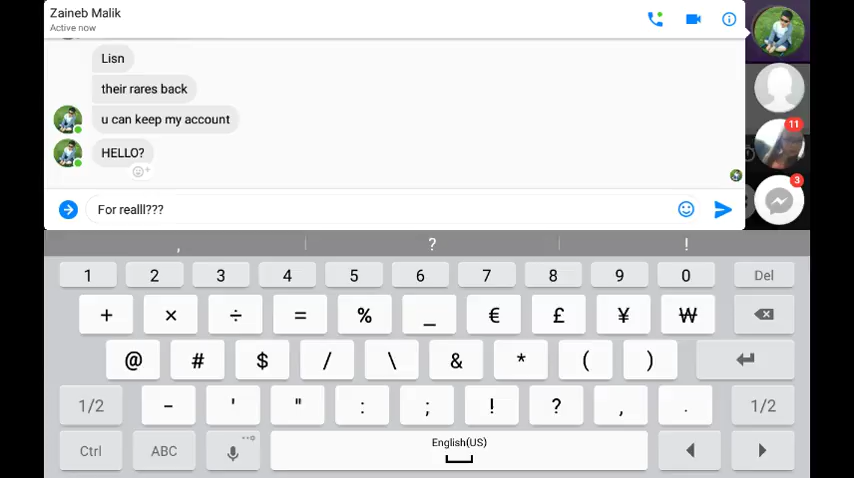 Zaineb Malik
Active now
Lisn
their rares back
u can keep my account
HELLO?
For realll???
11
3
, ? !
1 2 3 4 5 6 7 8 9 0 Del
+ × ÷ = % _ € £ ¥ ₩
@ # $ / \ & * ( )
1/2 - ' " : ; ! ? , . 1/2
Ctrl ABC English(US)